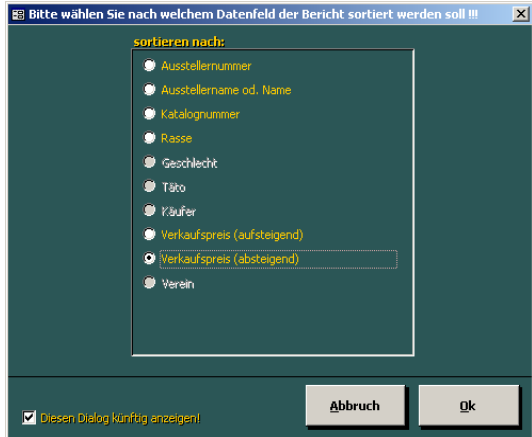 Bitte wählen Sie nach welchem Datenfeld der Bericht sortiert werden soll !!!
sortieren nach:
Ausstellernummer
Ausstellername od. Name
Katalognummer
Rasse
Geschlecht
Täto
Käufer
Verkaufspreis (aufsteigend)
Verkaufspreis (absteigend)
Verein
Diesen Dialog künftig anzeigen!
Abbruch
Ok